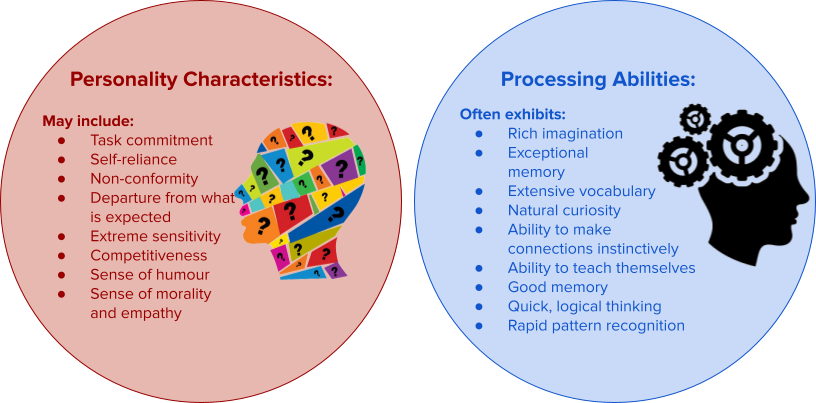 Personality Characteristics:
May include:
● Task commitment
● Self-reliance
● Non-conformity
● Departure from what
is expected
● Extreme sensitivity
● Competitiveness
● Sense of humour
● Sense of morality
and empathy
Processing Abilities:
Often exhibits:
● Rich imagination
● Exceptional
memory
● Extensive vocabulary
● Natural curiosity
● Ability to make
connections instinctively
● Ability to teach themselves
● Good memory
● Quick, logical thinking
● Rapid pattern recognition